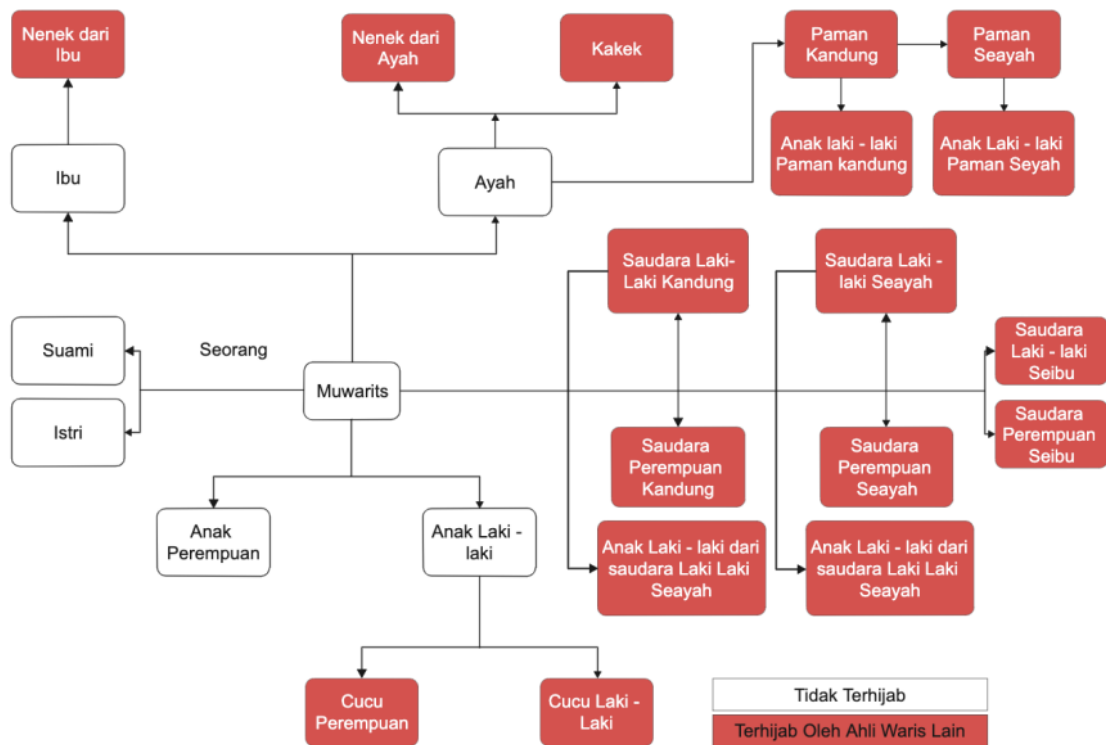 Nenek dari
Ibu
Nenek dari
Ayah
Kakek
Paman
Kandung
Paman
Seayah
Anak laki - laki
Paman kandung
Anak Laki - laki
Paman Seyah
Ibu
Ayah
Saudara Laki-
Laki Kandung
Saudara Laki -
laki Seayah
Suami
Seorang
Saudara
Laki - laki
Seibu
Muwarits
Istri
Saudara
Perempuan
Seibu
Saudara
Perempuan
Kandung
Saudara
Perempuan
Seayah
Anak
Perempuan
Anak Laki -
laki
Anak Laki - laki dari
saudara Laki Laki
Seayah
Anak Laki - laki dari
saudara Laki Laki
Seayah
Cucu
Perempuan
Cucu Laki -
Laki
Tidak Terhijab
Terhijab Oleh Ahli Waris Lain